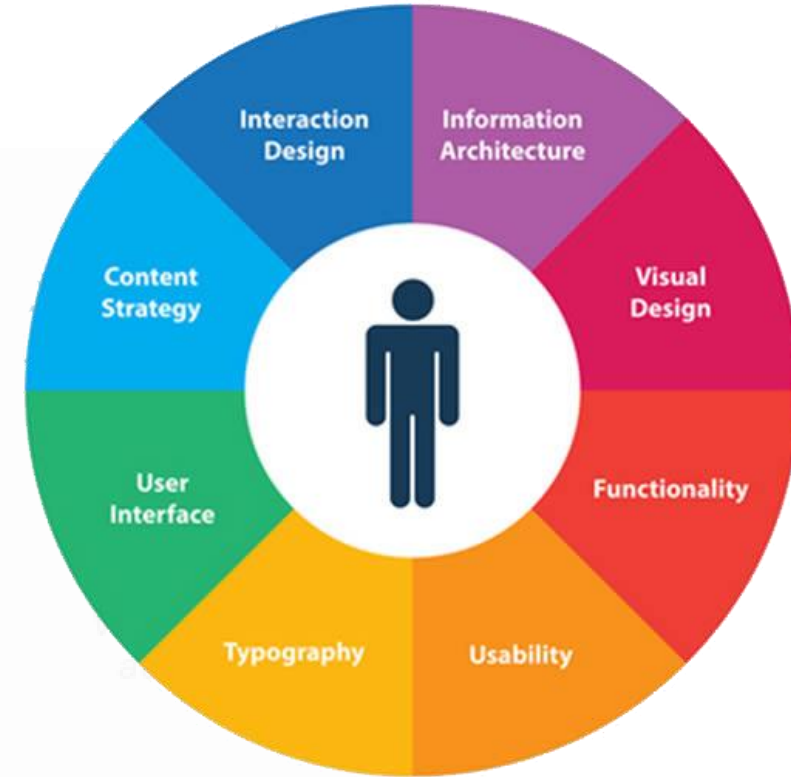 Interaction
Design
Information
Architecture
Visual
Design
Functionality
Usability
Typography
User
Interface
Content
Strategy